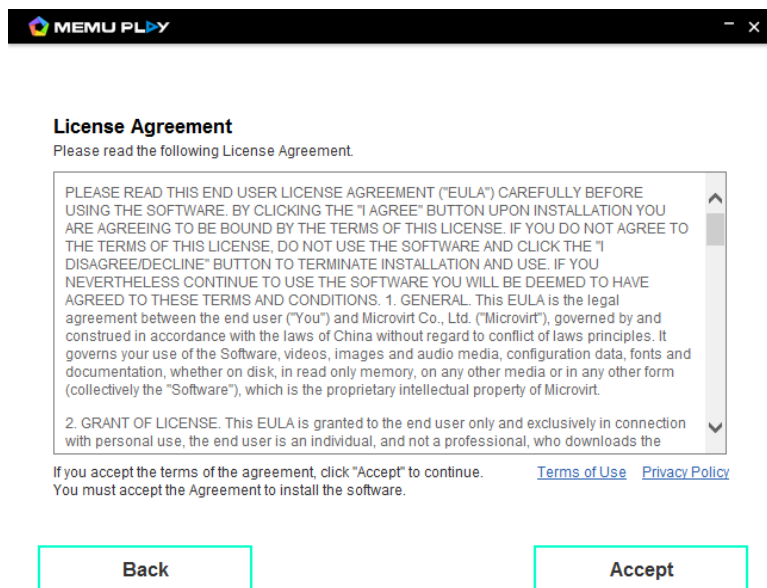 MEMU PLAY
License Agreement
Please read the following License Agreement.
PLEASE READ THIS END USER LICENSE AGREEMENT ("EULA") CAREFULLY BEFORE
USING THE SOFTWARE. BY CLICKING THE "I AGREE" BUTTON UPON INSTALLATION YOU
ARE AGREEING TO BE BOUND BY THE TERMS OF THIS LICENSE. IF YOU DO NOT AGREE TO
THE TERMS OF THIS LICENSE, DO NOT USE THE SOFTWARE AND CLICK THE "I
DISAGREE/DECLINE" BUTTON TO TERMINATE INSTALLATION AND USE. IF YOU
NEVERTHELESS CONTINUE TO USE THE SOFTWARE YOU WILL BE DEEMED TO HAVE
AGREED TO THESE TERMS AND CONDITIONS. 1. GENERAL. This EULA is the legal
agreement between the end user ("You") and Microvirt Co., Ltd. ("Microvirt"), governed by and
construed in accordance with the laws of China without regard to conflict of laws principles. It
governs your use of the Software, videos, images and audio media, configuration data, fonts and
documentation, whether on disk, in read only memory, on any other media or in any other form
(collectively the "Software"), which is the proprietary intellectual property of Microvirt.
2. GRANT OF LICENSE. This EULA is granted to the end user only and exclusively in connection
with personal use, the end user is an individual, and not a professional, who downloads the
If you accept the terms of the agreement, click "Accept" to continue. Terms of Use Privacy Policy
You must accept the Agreement to install the software.
Back Accept